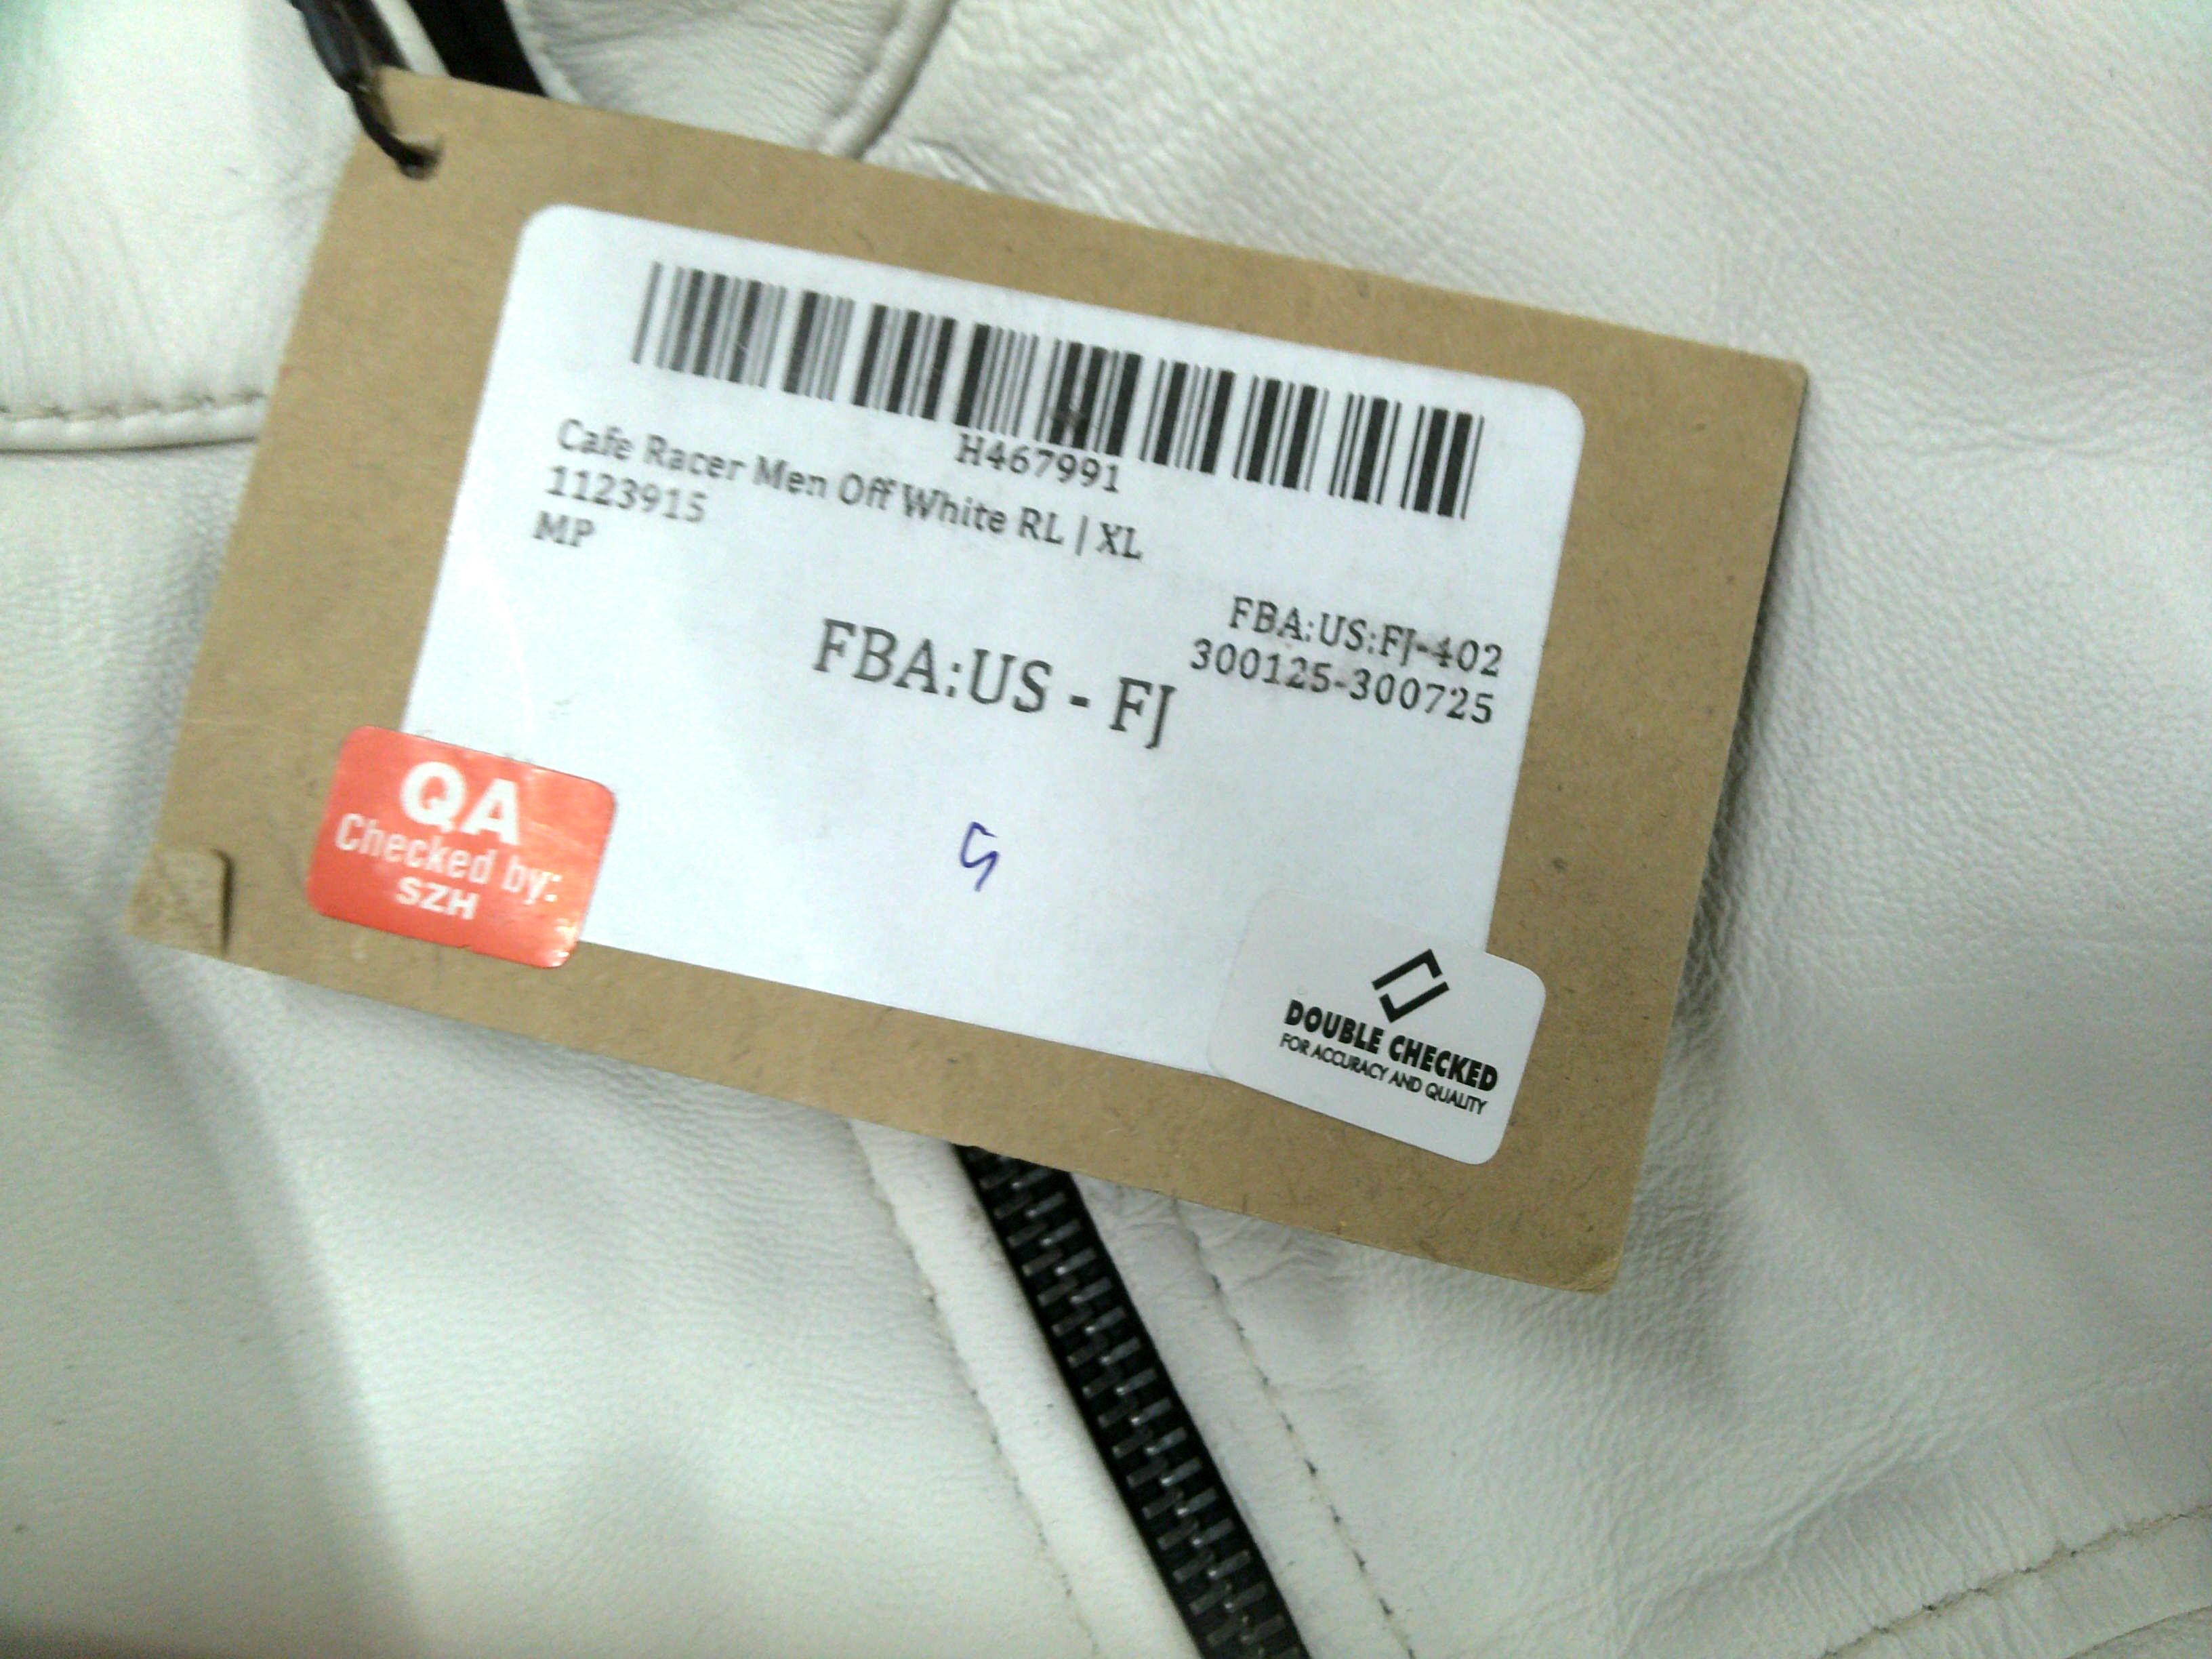 H467991
Cafe Racer Men Off White RL | XL
1123915
MP
FBA:US:FJ-402
300125-300725
FBA:US - FJ
QA
Checked by:
SZH
DOUBLE CHECKED
FOR ACCURACY AND QUALITY